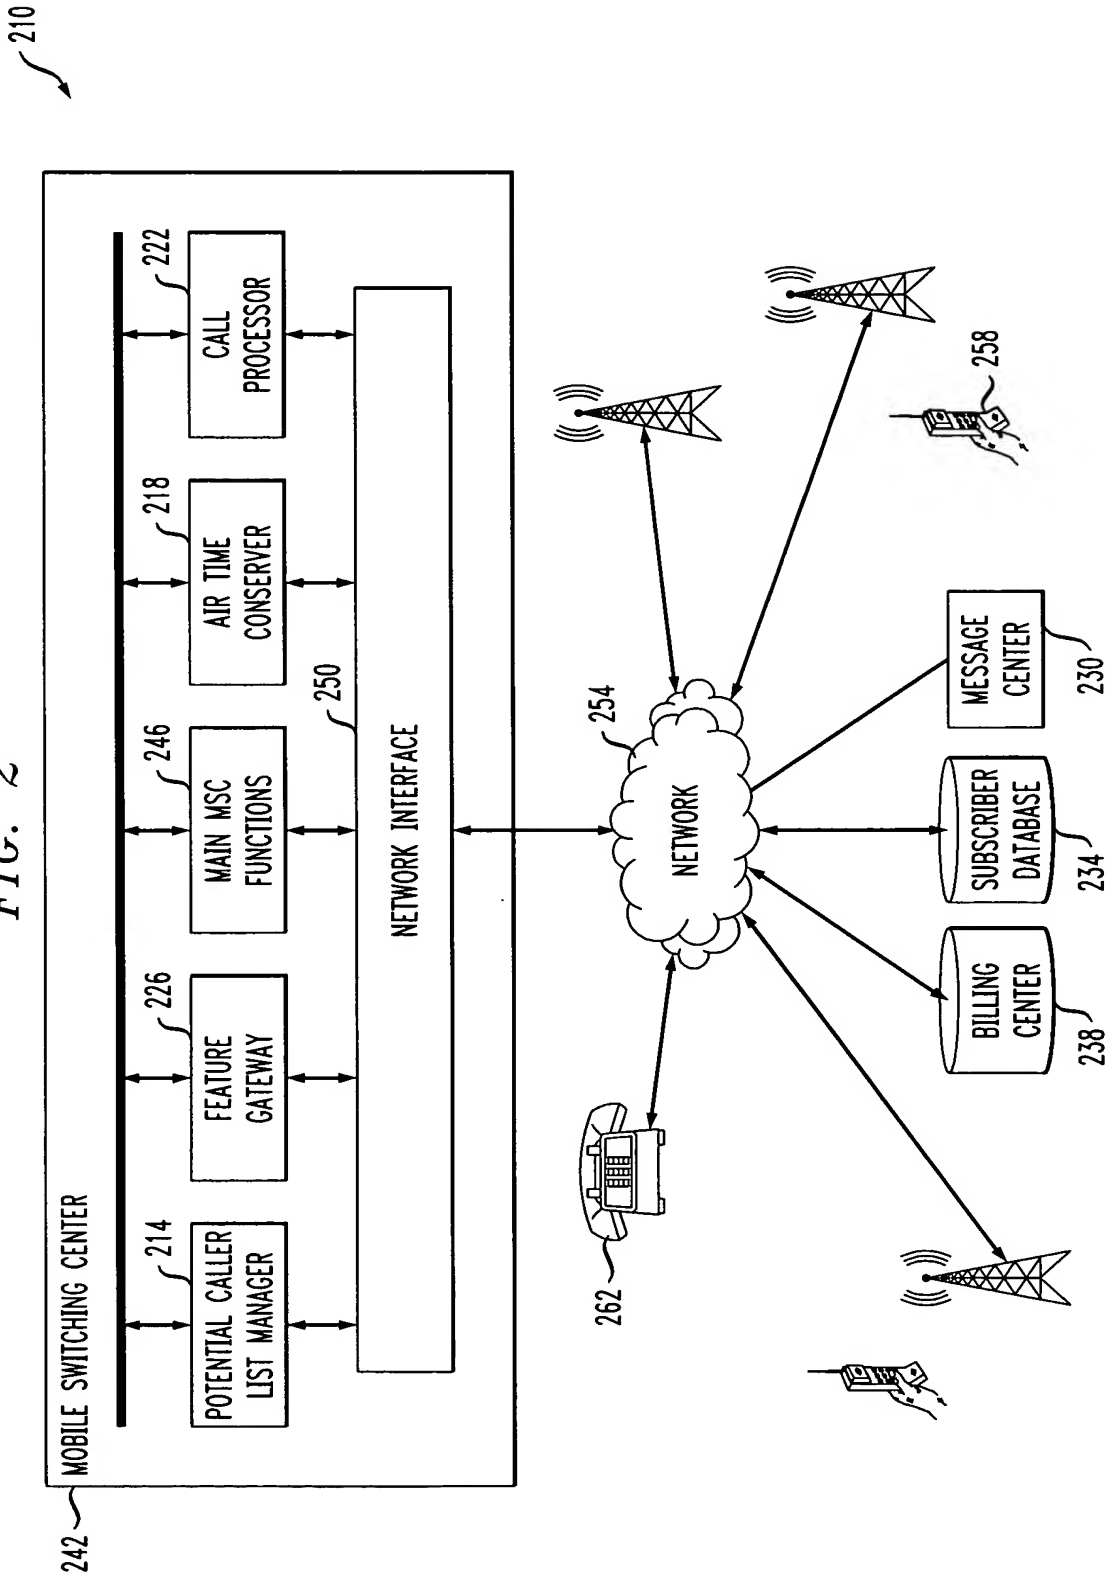 FIG. 2
210
242
MOBILE SWITCHING CENTER
214
POTENTIAL CALLER
LIST MANAGER
226
FEATURE
GATEWAY
246
MAIN MSC
FUNCTIONS
218
AIR TIME
CONSERVER
222
CALL
PROCESSOR
250
NETWORK INTERFACE
262
254
NETWORK
258
BILLING
CENTER
238
SUBSCRIBER
DATABASE
234
MESSAGE
CENTER
230